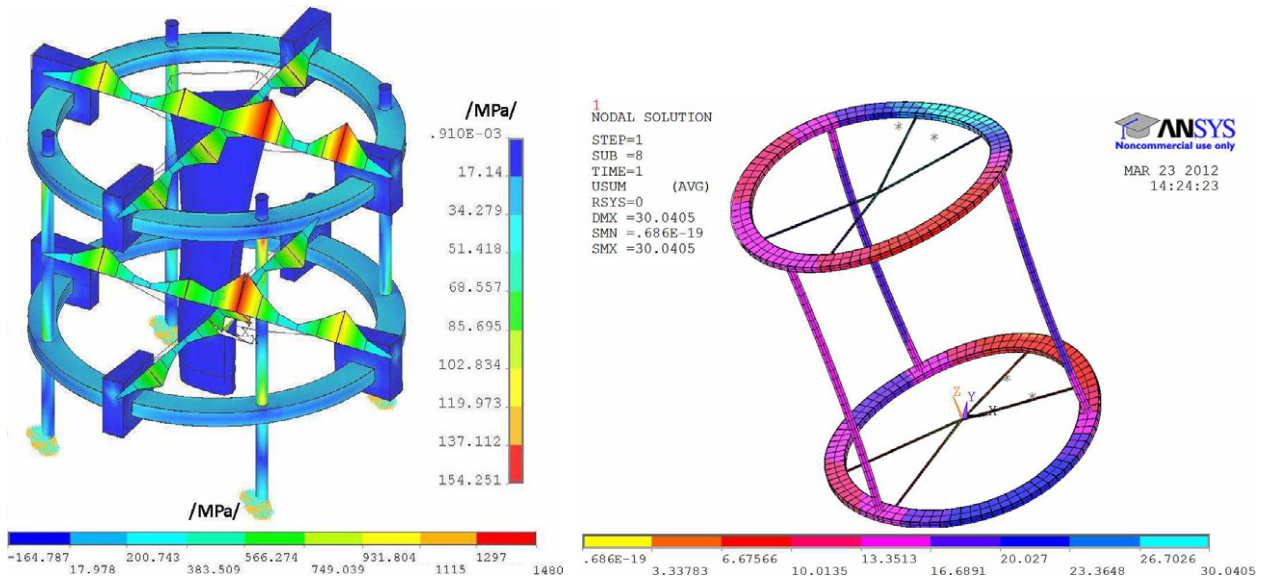 /MPa/
.910E-03
17.14
34.279
51.418
68.557
85.695
102.834
119.973
137.112
154.251
/MPa/
-164.787 200.743 566.274 931.804 1297
17.978 383.509 749.039 1115 1480
1
NODAL SOLUTION
STEP=1
SUB =8
TIME=1
USUM (AVG)
RSYS=0
DMX =30.0405
SMN =.686E-19
SMX =30.0405
ANSYS
Noncommercial use only
MAR 23 2012
14:24:23
Z Y
X
.686E-19 6.67566 13.3513 20.027 26.7026
3.33783 10.0135 16.6891 23.3648 30.0405